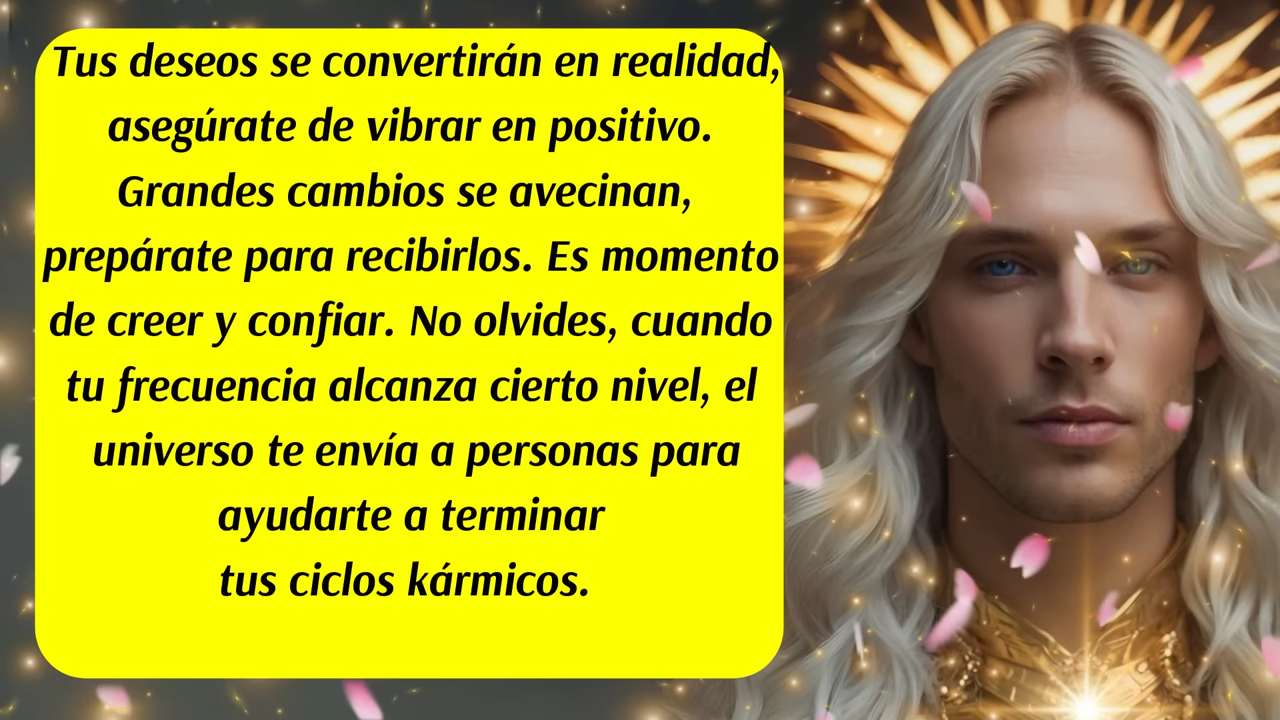 Tus deseos se convertirán en realidad,
asegúrate de vibrar en positivo.
Grandes cambios se avecinan,
prepárate para recibirlos. Es momento
de creer y confiar. No olvides, cuando
tu frecuencia alcanza cierto nivel, el
universo te envía a personas para
ayudarte a terminar
tus ciclos kármicos.